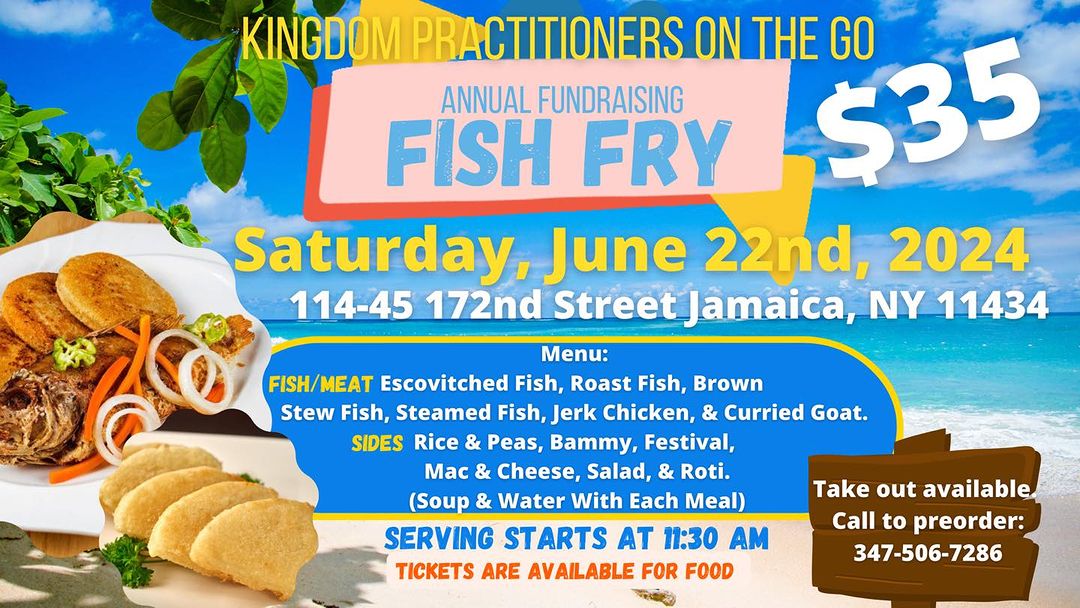 KINGDOM PRACTITIONERS ON THE GO
ANNUAL FUNDRAISING
FISH FRY
$35
Saturday, June 22nd, 2024
114-45 172nd Street Jamaica, NY 11434
Menu:
FISH/MEAT Escovitched Fish, Roast Fish, Brown
Stew Fish, Steamed Fish, Jerk Chicken, & Curried Goat.
SIDES Rice & Peas, Bammy, Festival,
Mac & Cheese, Salad, & Roti.
(Soup & Water With Each Meal)
SERVING STARTS AT 11:30 AM
TICKETS ARE AVAILABLE FOR FOOD
Take out available.
Call to preorder:
347-506-7286